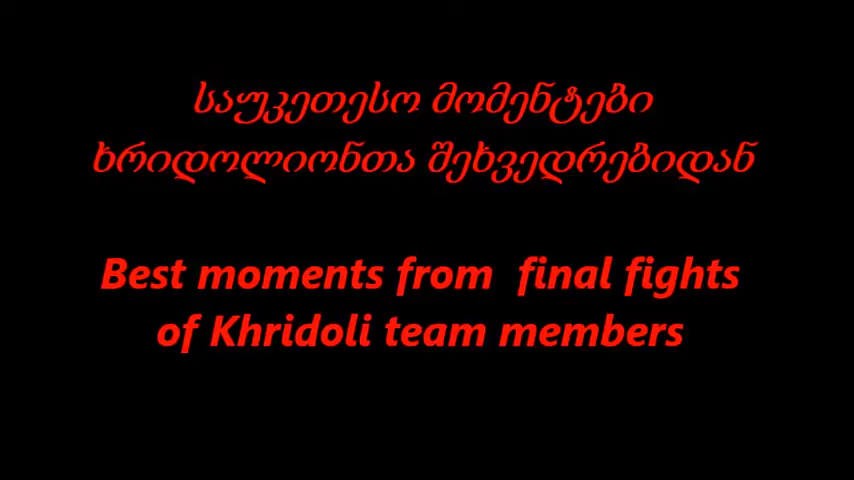 საუკეთესო მომენტები
ხრიდოლიონთა შეხვედრებიდან
Best moments from final fights
of Khridoli team members